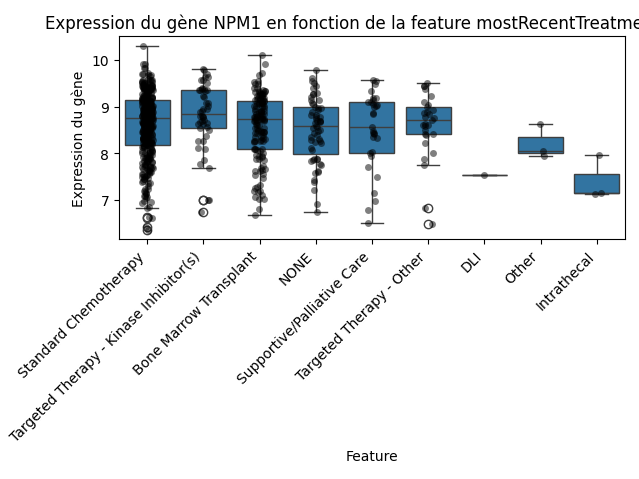 Expression du gène NPM1 en fonction de la feature mostRecentTreatme
Expression du gène
10
9
8
7
Standard Chemotherapy
Targeted Therapy - Kinase Inhibitor(s)
Bone Marrow Transplant
NONE
Supportive/Palliative Care
Targeted Therapy - Other
DLI
Other
Intrathecal
Feature